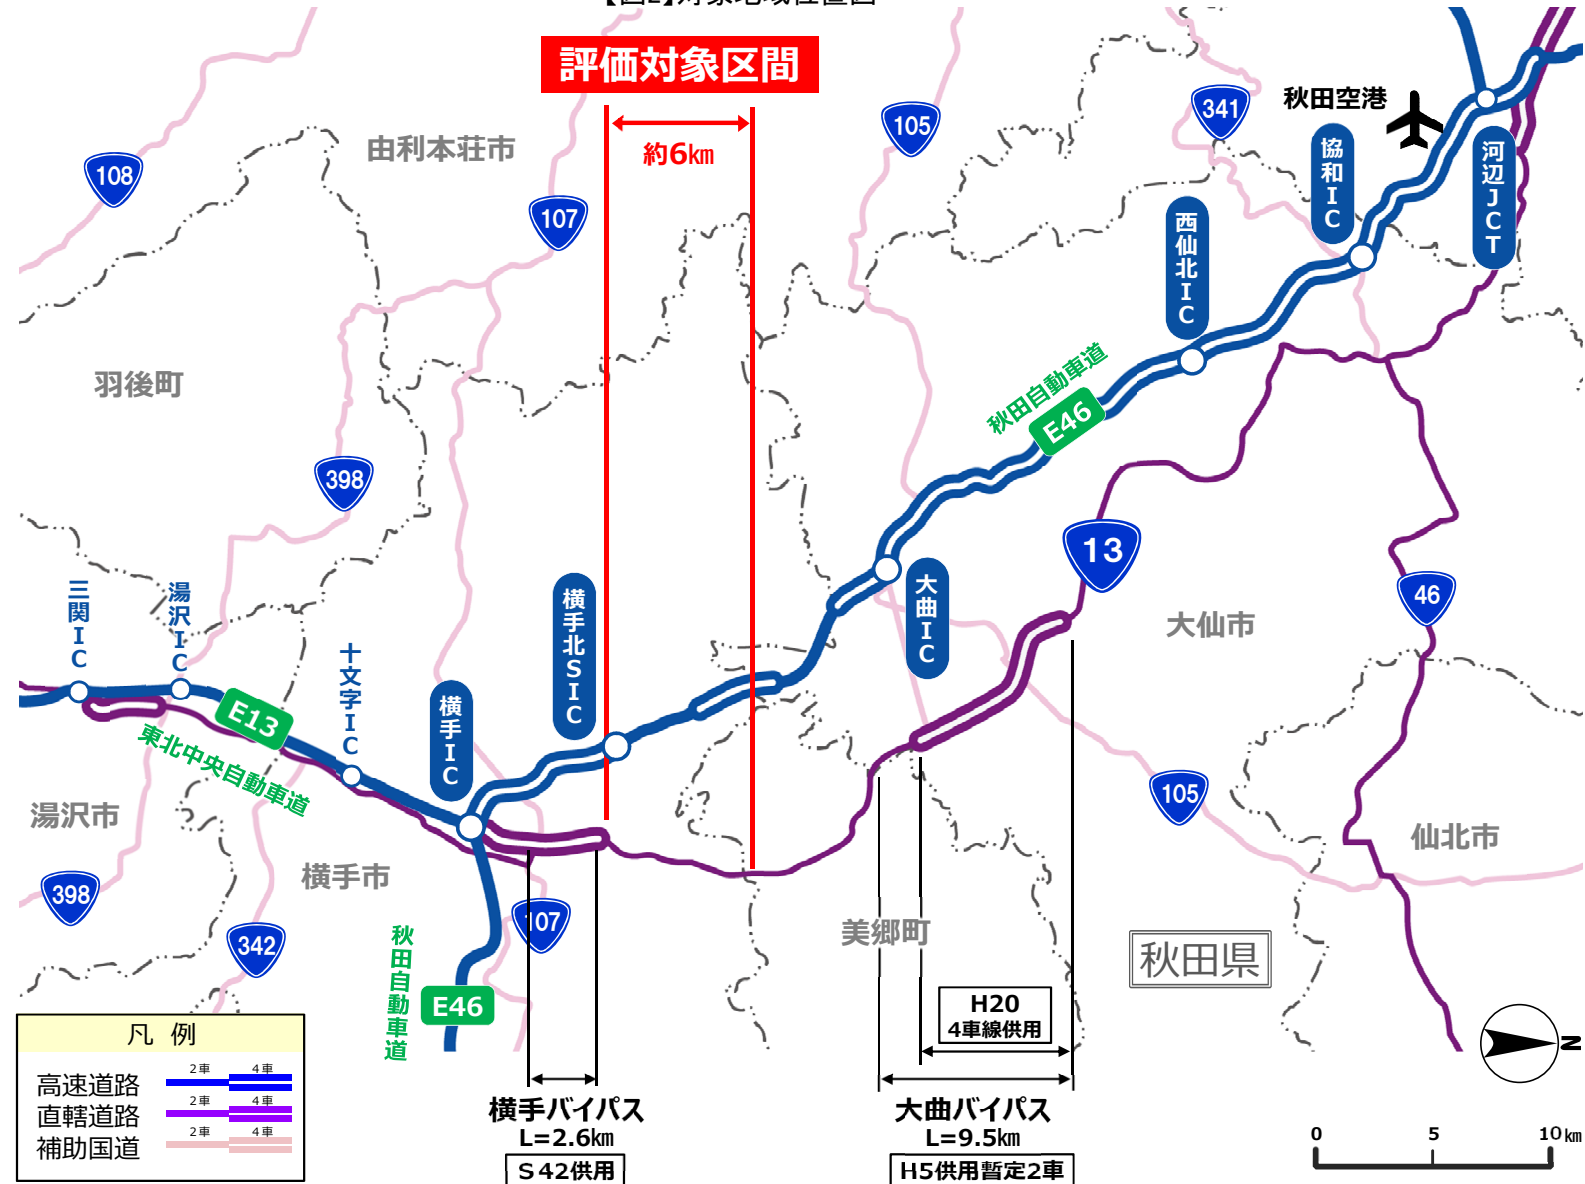 【図2】対象地域位置図
評価対象区間
約6km
秋田空港
341
105
108
107
由利本荘市
協和IC
河辺JCT
西仙北IC
羽後町
秋田自動車道
E46
398
13
46
大曲IC
大仙市
横手北SIC
三関IC
湯沢IC
十文字IC
横手IC
E13
東北中央自動車道
湯沢市
105
仙北市
横手市
398
342
107
美郷町
秋田県
秋田自動車道
E46
H20
4車線供用
N
凡 例
高速道路
2車
4車
直轄道路
2車
4車
補助国道
2車
4車
横手バイパス
L=2.6km
S42供用
大曲バイパス
L=9.5km
H5供用暫定2車
0
5
10km